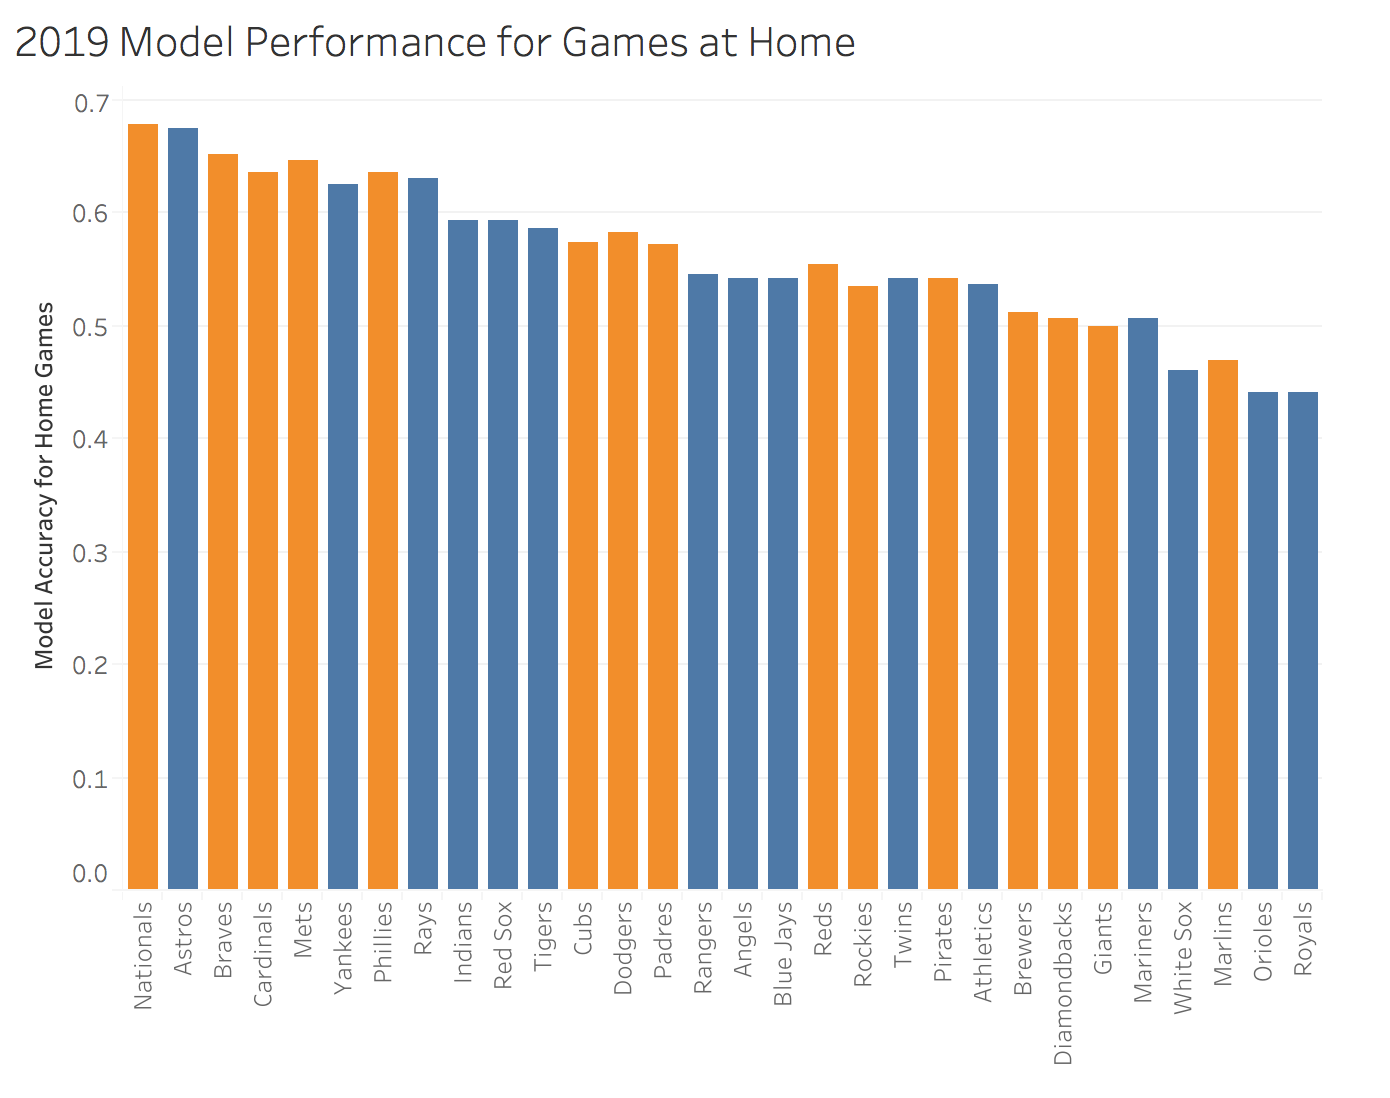 2019 Model Performance for Games at Home
Model Accuracy for Home Games
0.7
0.6
0.5
0.4
0.3
0.2
0.1
0.0
Nationals
Astros
Braves
Cardinals
Mets
Yankees
Phillies
Rays
Indians
Red Sox
Tigers
Cubs
Dodgers
Padres
Rangers
Angels
Blue Jays
Reds
Rockies
Twins
Pirates
Athletics
Brewers
Diamondbacks
Giants
Mariners
White Sox
Marlins
Orioles
Royals